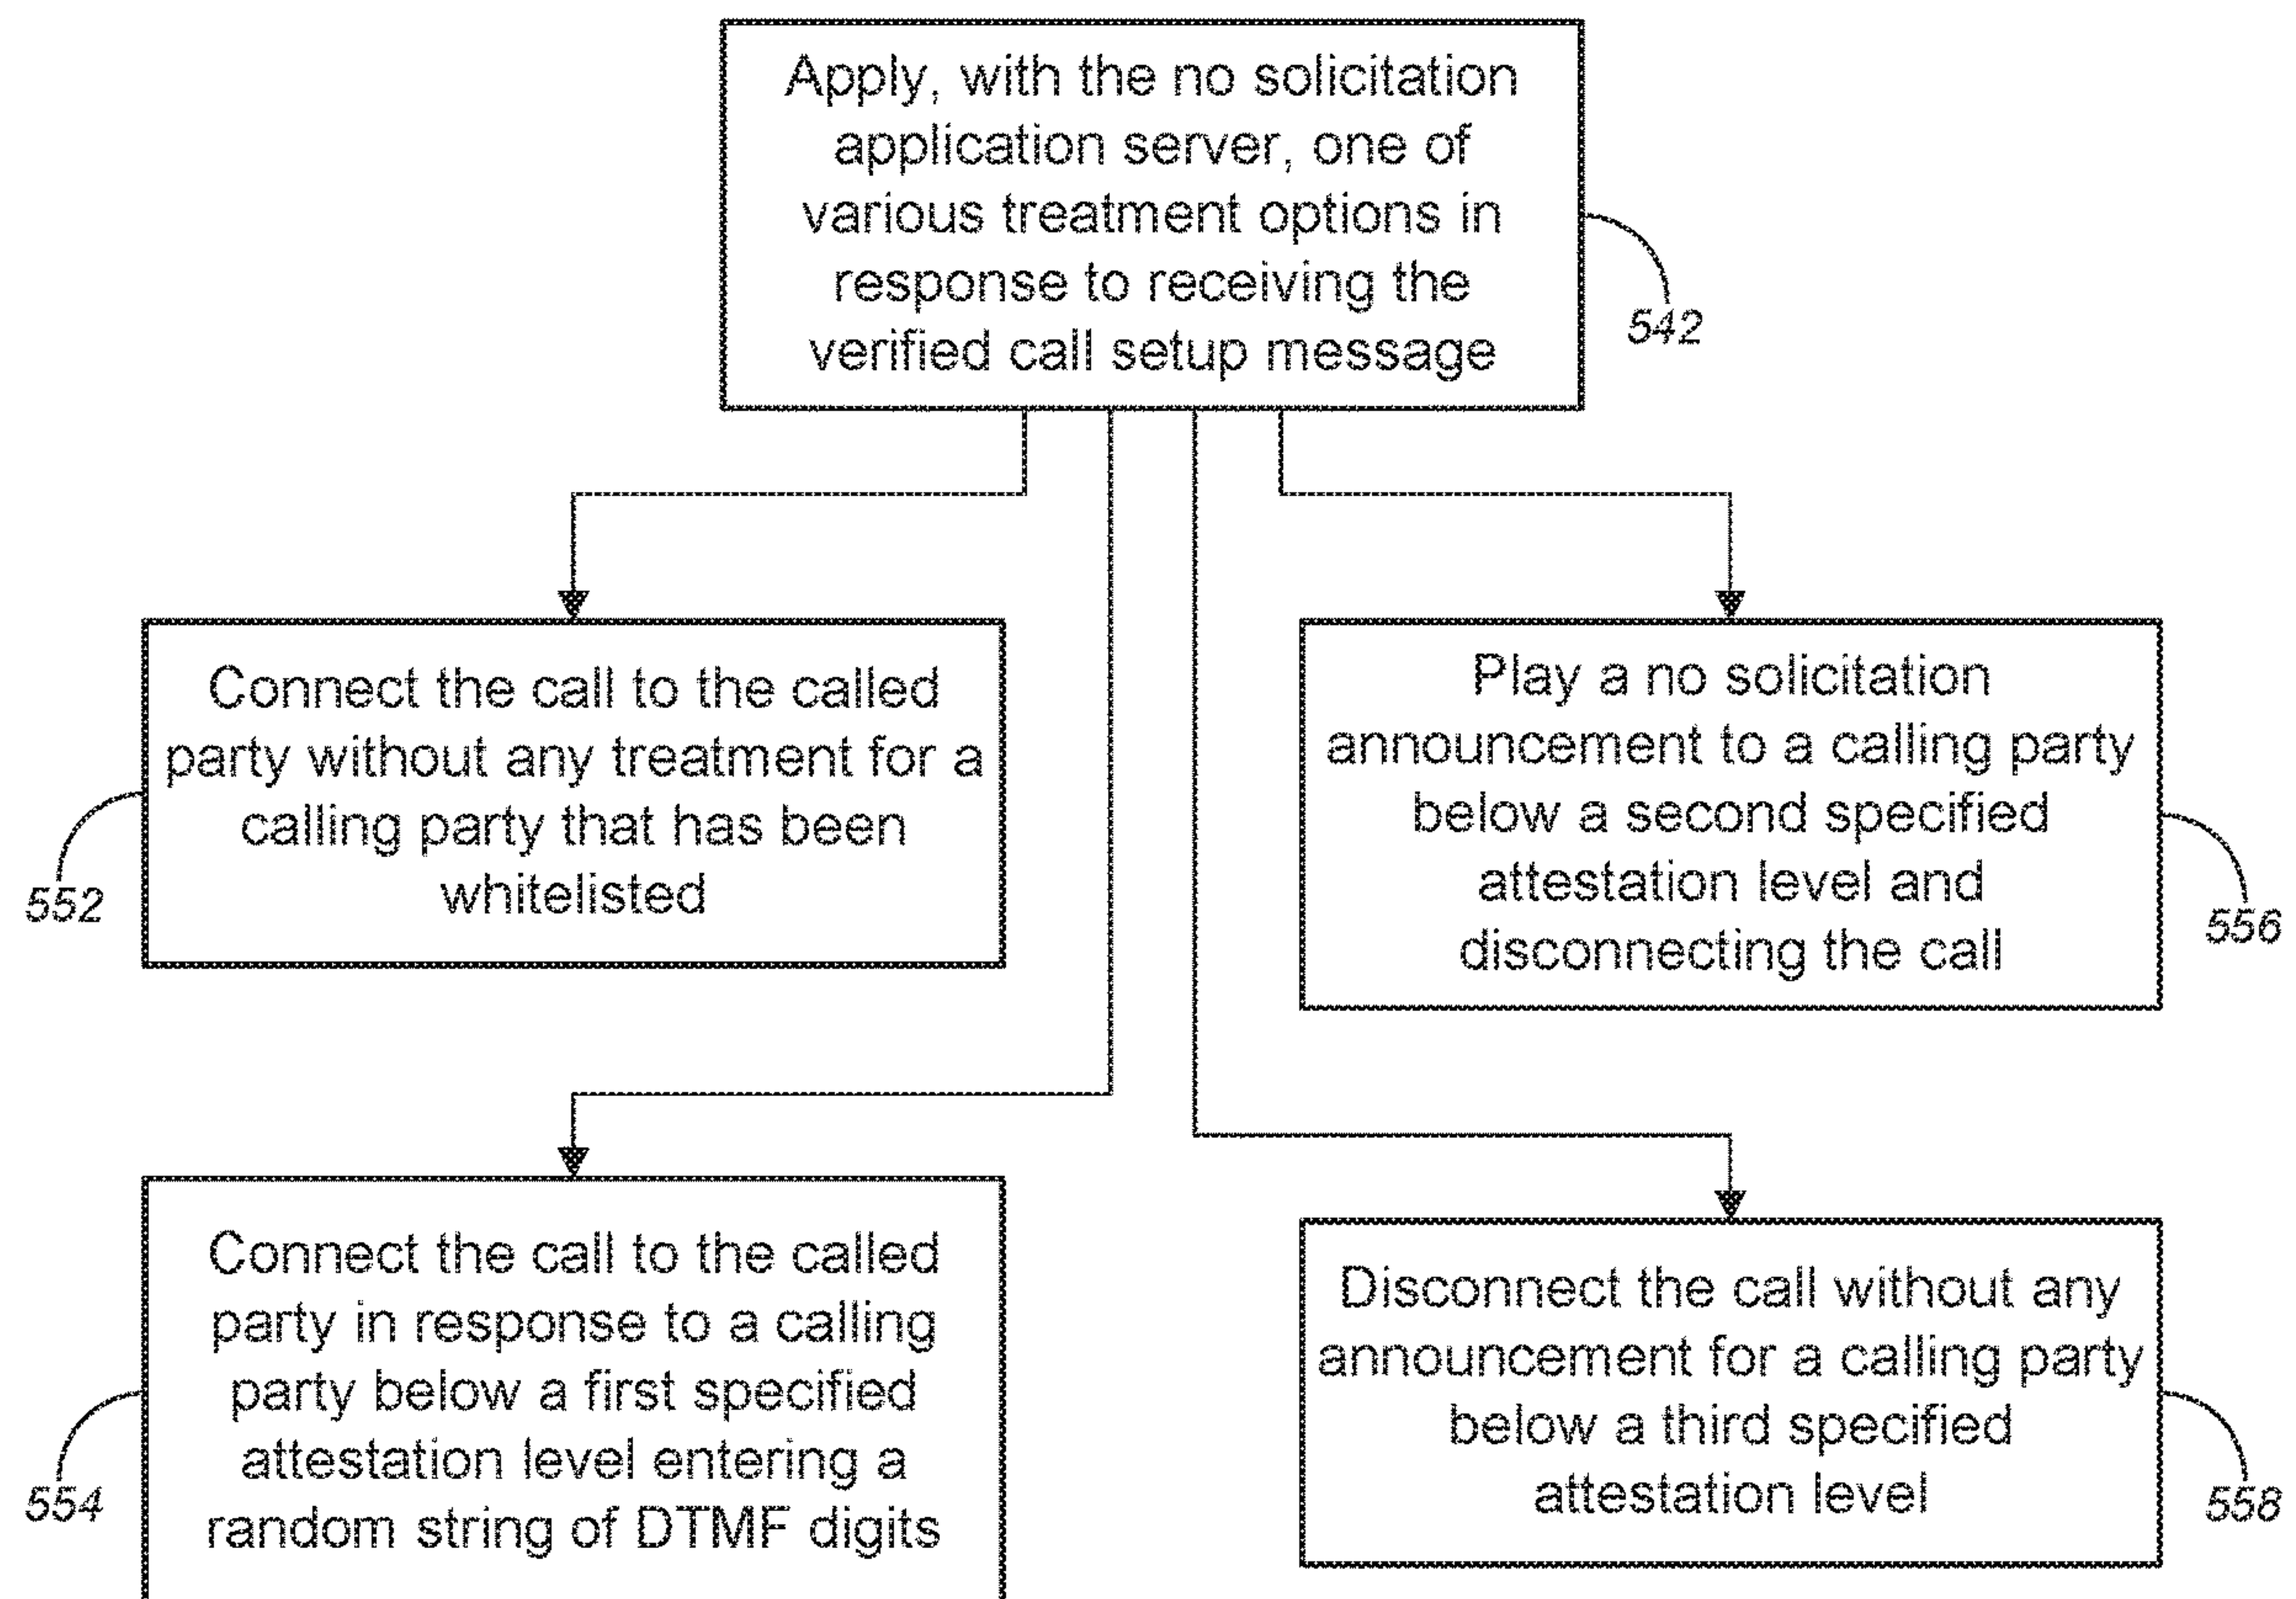 Apply, with the no solicitation
application server, one of
various treatment options in
response to receiving the
verified call setup message
542
Connect the call to the called
party without any treatment for a
calling party that has been
whitelisted
552
Play a no solicitation
announcement to a calling party
below a second specified
attestation level and
disconnecting the call
556
Connect the call to the called
party in response to a calling
party below a first specified
attestation level entering a
random string of DTMF digits
554
Disconnect the call without any
announcement for a calling party
below a third specified
attestation level
558